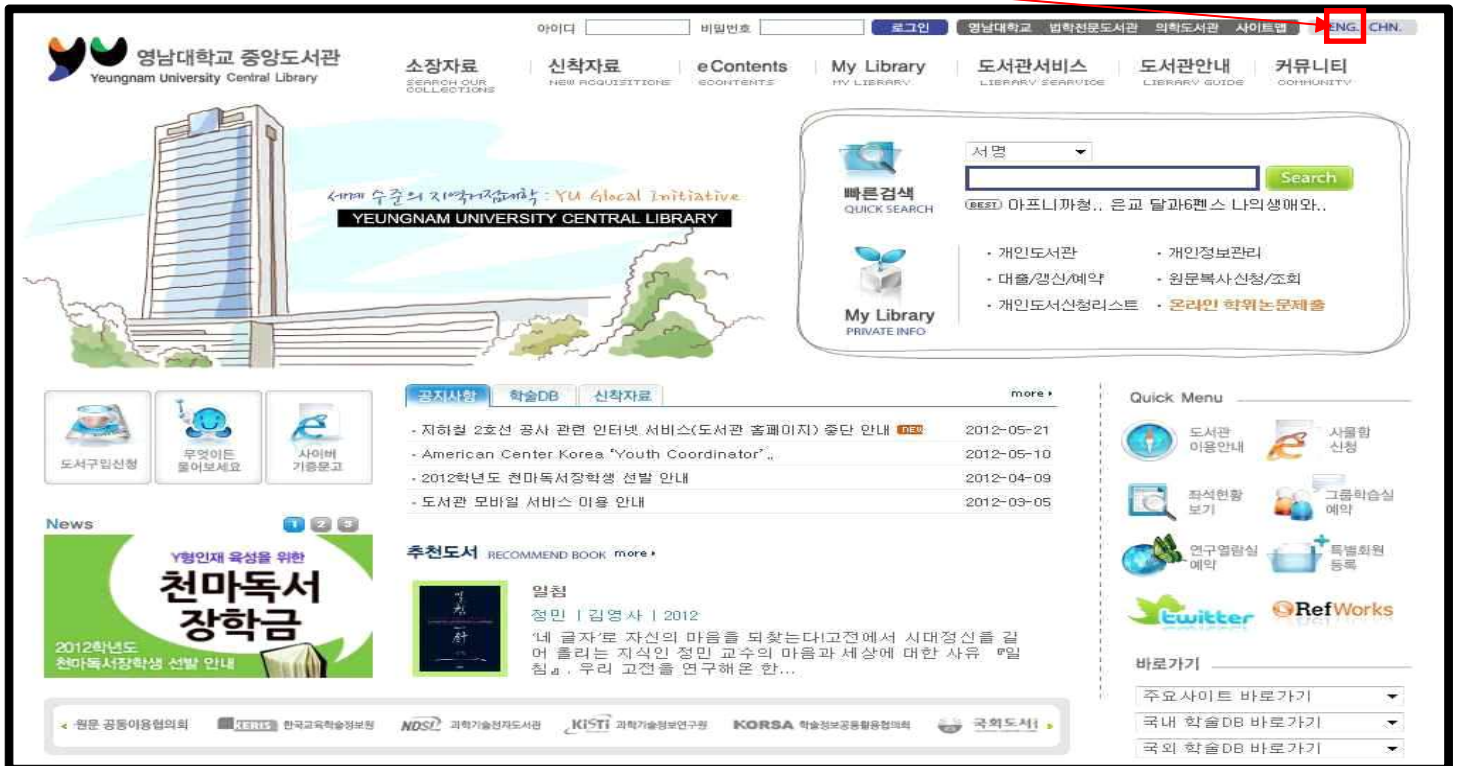 아이디 비밀번호 로그인 영남대학교 법학전문도서관 의학도서관 사이트맵 ENG. CHN.
영남대학교 중앙도서관
Yeungnam University Central Library
소장자료 신착자료 eContents My Library 도서관서비스 도서관안내 커뮤니티
SEARCH OUR COLLECTIONS NEW ACQUISITIONS ECONTENTS MY LIBRARY LIBRARY SEARVICE LIBRARY GUIDE COMMUNITY
세계 수준의 지역거점대학 : YU Glocal Initiative
YEUNGNAM UNIVERSITY CENTRAL LIBRARY
서명
Search
빠른검색
QUICK SEARCH
BEST 아프니까청.. 은교 달과6펜스 나의생애와..
My Library
PRIVATE INFO
· 개인도서관 · 개인정보관리
· 대출/갱신/예약 · 원문복사신청/조회
· 개인도서신청리스트 · 온라인 학위논문제출
도서구입신청
무엇이든 물어보세요
사이버 기증문고
공지사항 학술DB 신착자료 more
· 지하철 2호선 공사 관련 인터넷 서비스(도서관 홈페이지) 중단 안내 NEW 2012-05-21
· American Center Korea "Youth Coordinator".. 2012-05-10
· 2012학년도 천마독서장학생 선발 안내 2012-04-09
· 도서관 모바일 서비스 이용 안내 2012-03-05
Quick Menu
도서관 이용안내
사물함 신청
좌석현황 보기
그룹학습실 예약
연구열람실 예약
특별회원 등록
twitter RefWorks
News 1 2 3
Y형인재 육성을 위한
천마독서
장학금
2012학년도
천마독서장학생 선발 안내
추천도서 RECOMMEND BOOK more
일침
정민 | 김영사 | 2012
'네 글자'로 자신의 마음을 되찾는다!고전에서 시대정신을 길
어 올리는 지식인 정민 교수의 마음과 세상에 대한 사유 『일
침』. 우리 고전을 연구해온 한...
바로가기
주요사이트 바로가기
국내 학술DB 바로가기
국외 학술DB 바로가기
원문 공동이용협의회 KERIS 한국교육학술정보원 NDSL 과학기술전자도서관 KiSTi 과학기술정보연구원 KORSA 학술정보공동활용협의회 국회도서